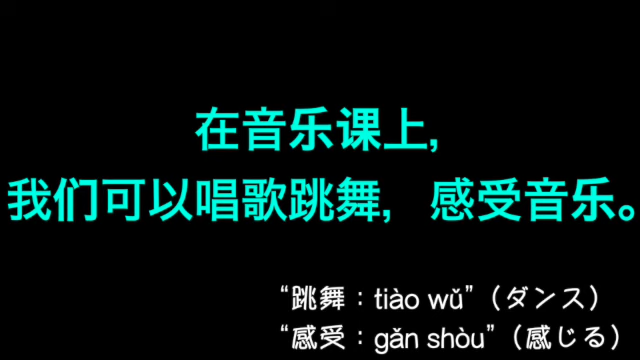 在音乐课上,
我们可以唱歌跳舞, 感受音乐。
“跳舞：tiào wǔ”（ダンス）
“感受：gǎn shòu”（感じる）